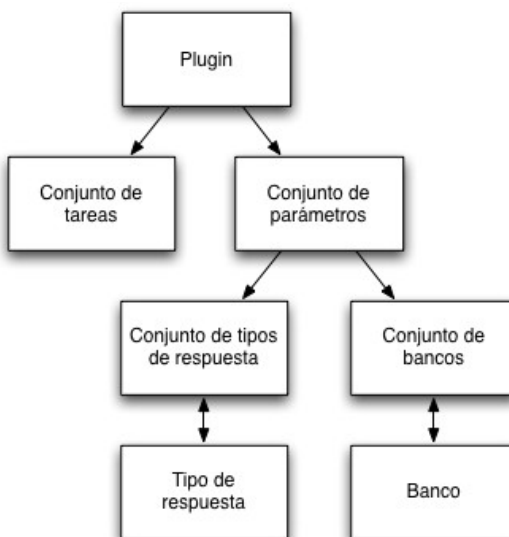 Plugin
Conjunto de
tareas
Conjunto de
parámetros
Conjunto de tipos
de respuesta
Conjunto de
bancos
Tipo de
respuesta
Banco